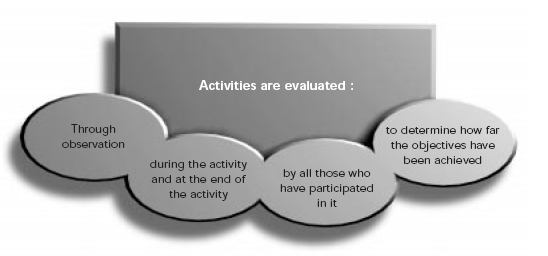 Activities are evaluated :
Through
observation
during the activity
and at the end of
the activity
by all those who
have participated
in it
to determine how far
the objectives have
been achieved